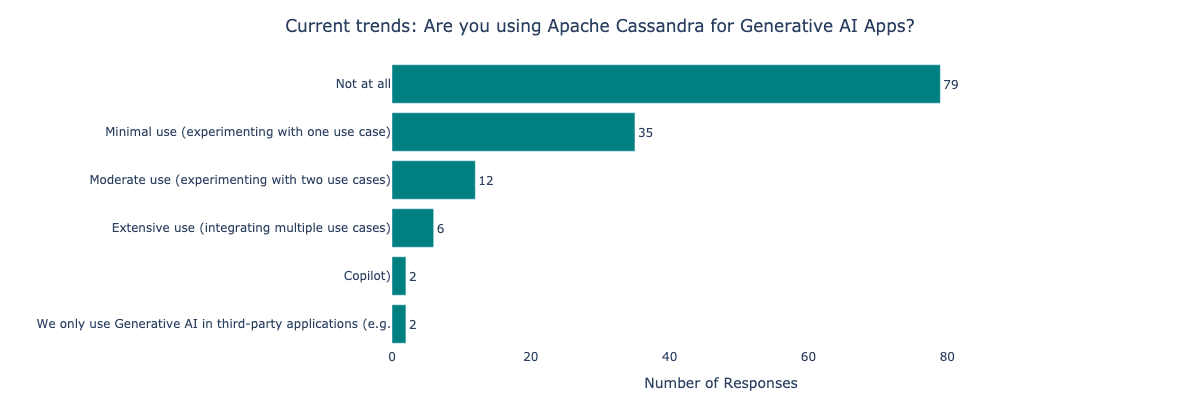 Current trends: Are you using Apache Cassandra for Generative AI Apps?
Not at all
79
Minimal use (experimenting with one use case)
35
Moderate use (experimenting with two use cases)
12
Extensive use (integrating multiple use cases)
6
Copilot)
2
We only use Generative AI in third-party applications (e.g.
2
0 20 40 60 80
Number of Responses